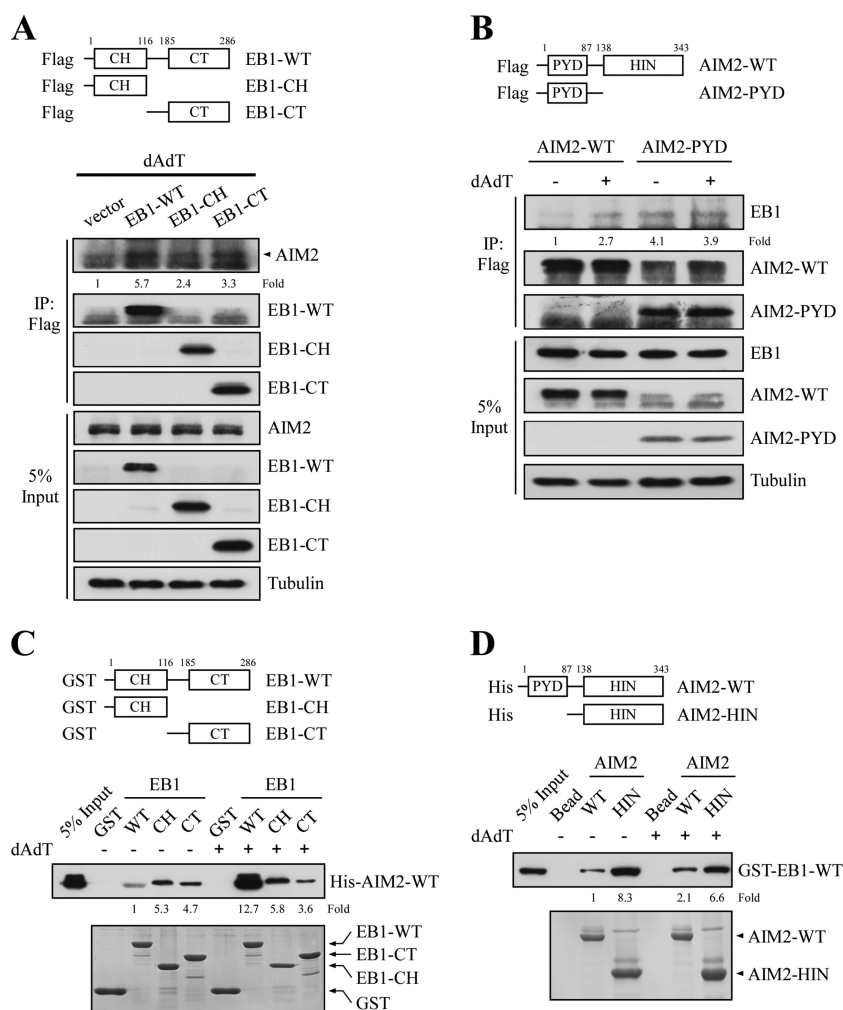 A
1 116 185 286
Flag CH CT EB1-WT
Flag CH EB1-CH
Flag CT EB1-CT
dAdT
vector EB1-WT EB1-CH EB1-CT
IP: Flag
AIM2
1 5.7 2.4 3.3 Fold
EB1-WT
EB1-CH
EB1-CT
5% Input
AIM2
EB1-WT
EB1-CH
EB1-CT
Tubulin
B
1 87 138 343
Flag PYD HIN AIM2-WT
Flag PYD AIM2-PYD
AIM2-WT AIM2-PYD
dAdT - + - +
IP: Flag
EB1
1 2.7 4.1 3.9 Fold
AIM2-WT
AIM2-PYD
5% Input
EB1
AIM2-WT
AIM2-PYD
Tubulin
C
1 116 185 286
GST CH CT EB1-WT
GST CH EB1-CH
GST CT EB1-CT
EB1 EB1
5% Input GST WT CH CT GST WT CH CT
dAdT - - - - + + + +
His-AIM2-WT
1 5.3 4.7 12.7 5.8 3.6 Fold
EB1-WT
EB1-CT
EB1-CH
GST
D
1 87 138 343
His PYD HIN AIM2-WT
His HIN AIM2-HIN
AIM2 AIM2
5% Input Bead WT HIN Bead WT HIN
dAdT - - - + + +
GST-EB1-WT
1 8.3 2.1 6.6 Fold
AIM2-WT
AIM2-HIN